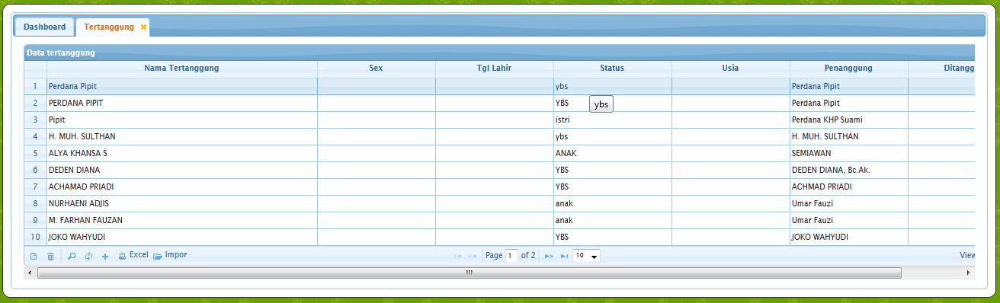 Dashboard Tertanggung
Data tertanggung
Nama Tertanggung Sex Tgl Lahir Status Usia Penanggung Ditangg
1 Perdana Pipit ybs Perdana Pipit
2 PERDANA PIPIT YBS Perdana Pipit
ybs
3 Pipit istri Perdana KHP Suami
4 H. MUH. SULTHAN ybs H. MUH. SULTHAN
5 ALYA KHANSA S ANAK SEMIAWAN
6 DEDEN DIANA YBS DEDEN DIANA, Bc.Ak.
7 ACHAMAD PRIADI YBS ACHMAD PRIADI
8 NURHAENI ADJIS anak Umar Fauzi
9 M. FARHAN FAUZAN anak Umar Fauzi
10 JOKO WAHYUDI YBS JOKO WAHYUDI
Excel Impor Page 1 of 2 10 View